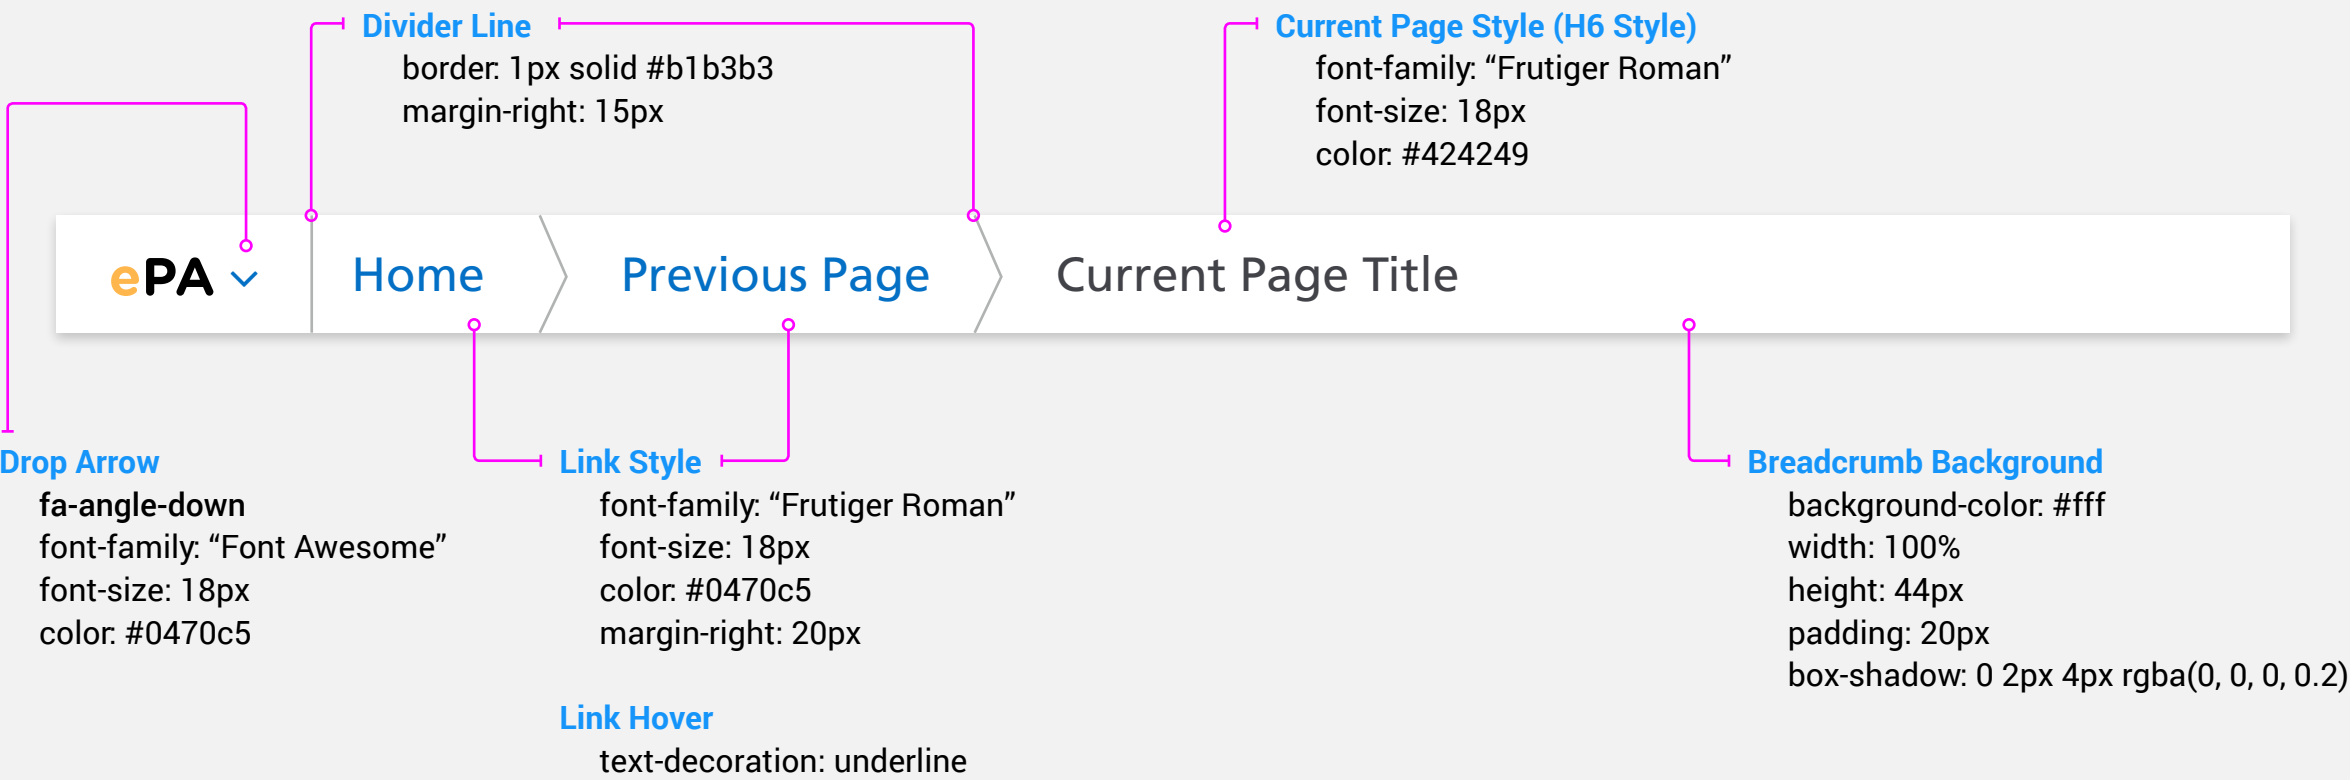 Divider Line
border: 1px solid #b1b3b3
margin-right: 15px
Current Page Style (H6 Style)
font-family: “Frutiger Roman”
font-size: 18px
color: #424249
ePA
Home
Previous Page
Current Page Title
Drop Arrow
fa-angle-down
font-family: “Font Awesome”
font-size: 18px
color: #0470c5
Link Style
font-family: “Frutiger Roman”
font-size: 18px
color: #0470c5
margin-right: 20px
Link Hover
text-decoration: underline
Breadcrumb Background
background-color: #fff
width: 100%
height: 44px
padding: 20px
box-shadow: 0 2px 4px rgba(0, 0, 0, 0.2)